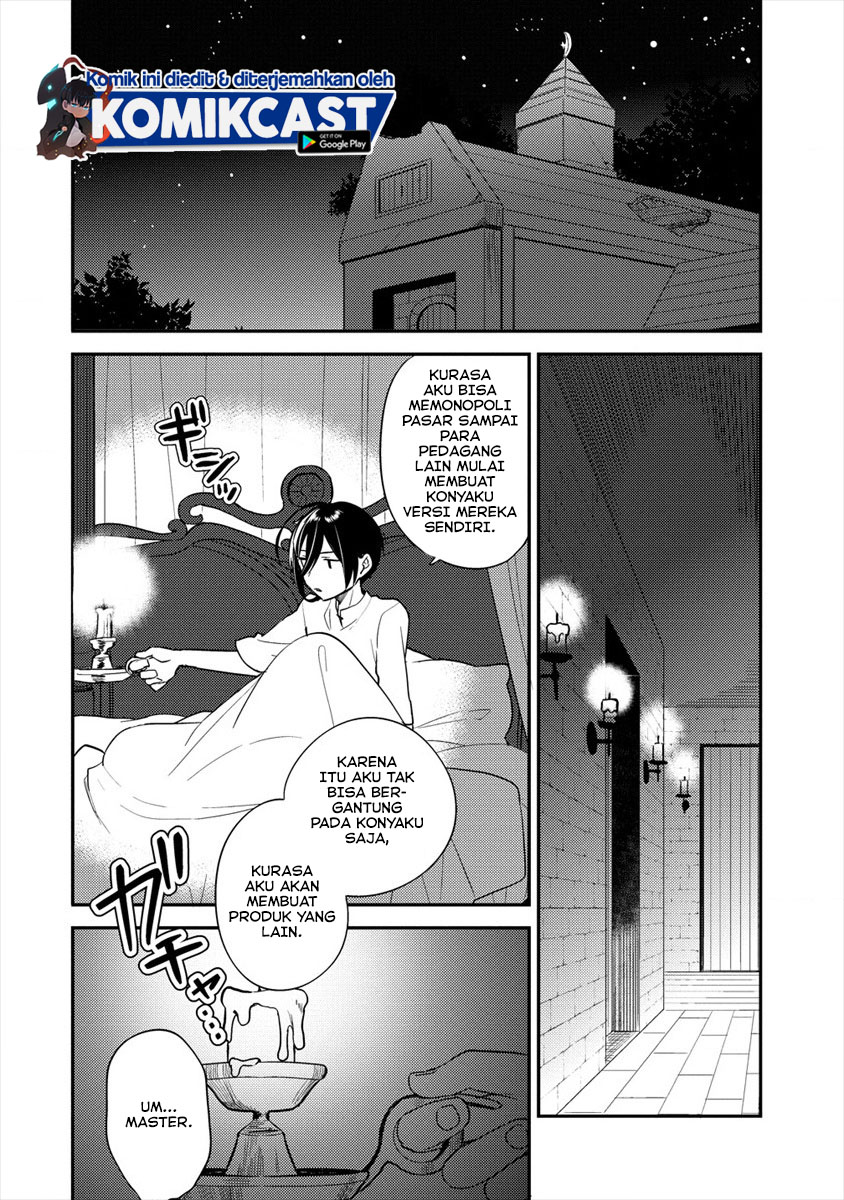 Komik ini diedit & diterjemahkan oleh
KOMIKCAST
GET IT ON
Google Play
KURASA
AKU BISA
MEMONOPOLI
PASAR SAMPAI
PARA
PEDAGANG
LAIN MULAI
MEMBUAT
KONYAKU
VERSI MEREKA
SENDIRI.
ギシッ
KARENA
ITU AKU TAK
BISA BER-
GANTUNG
PADA KONYAKU
SAJA,
KURASA
AKU AKAN
MEMBUAT
PRODUK YANG
LAIN.
ガチャ...
UM...
MASTER.